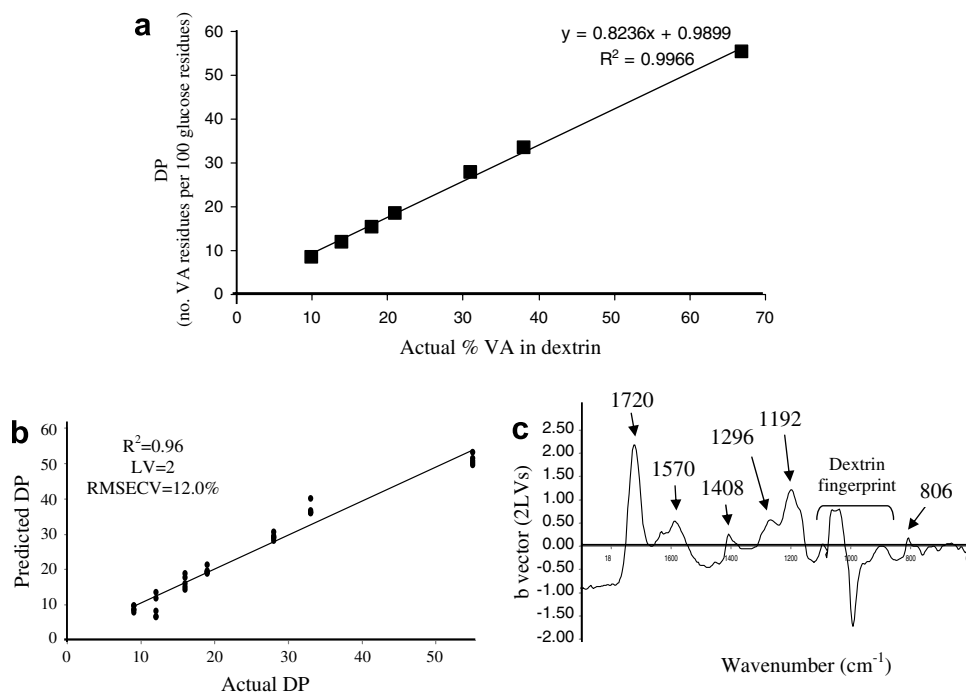 a
60
50
40
30
20
10
0
y = 0.8236x + 0.9899
R² = 0.9966
DP
(no. VA residues per 100 glucose residues)
0 10 20 30 40 50 60 70
Actual % VA in dextrin
b
60
50
40
30
20
10
0
R²=0.96
LV=2
RMSECV=12.0%
Predicted DP
0 10 20 30 40 50
Actual DP
c
1720
1570
1408
1296
1192
Dextrin
fingerprint
806
2.50
2.00
1.50
1.00
0.50
0.00
-0.50
-1.00
-1.50
-2.00
b vector (2LVs)
18 1600 1400 1200 1000 800
Wavenumber (cm⁻¹)